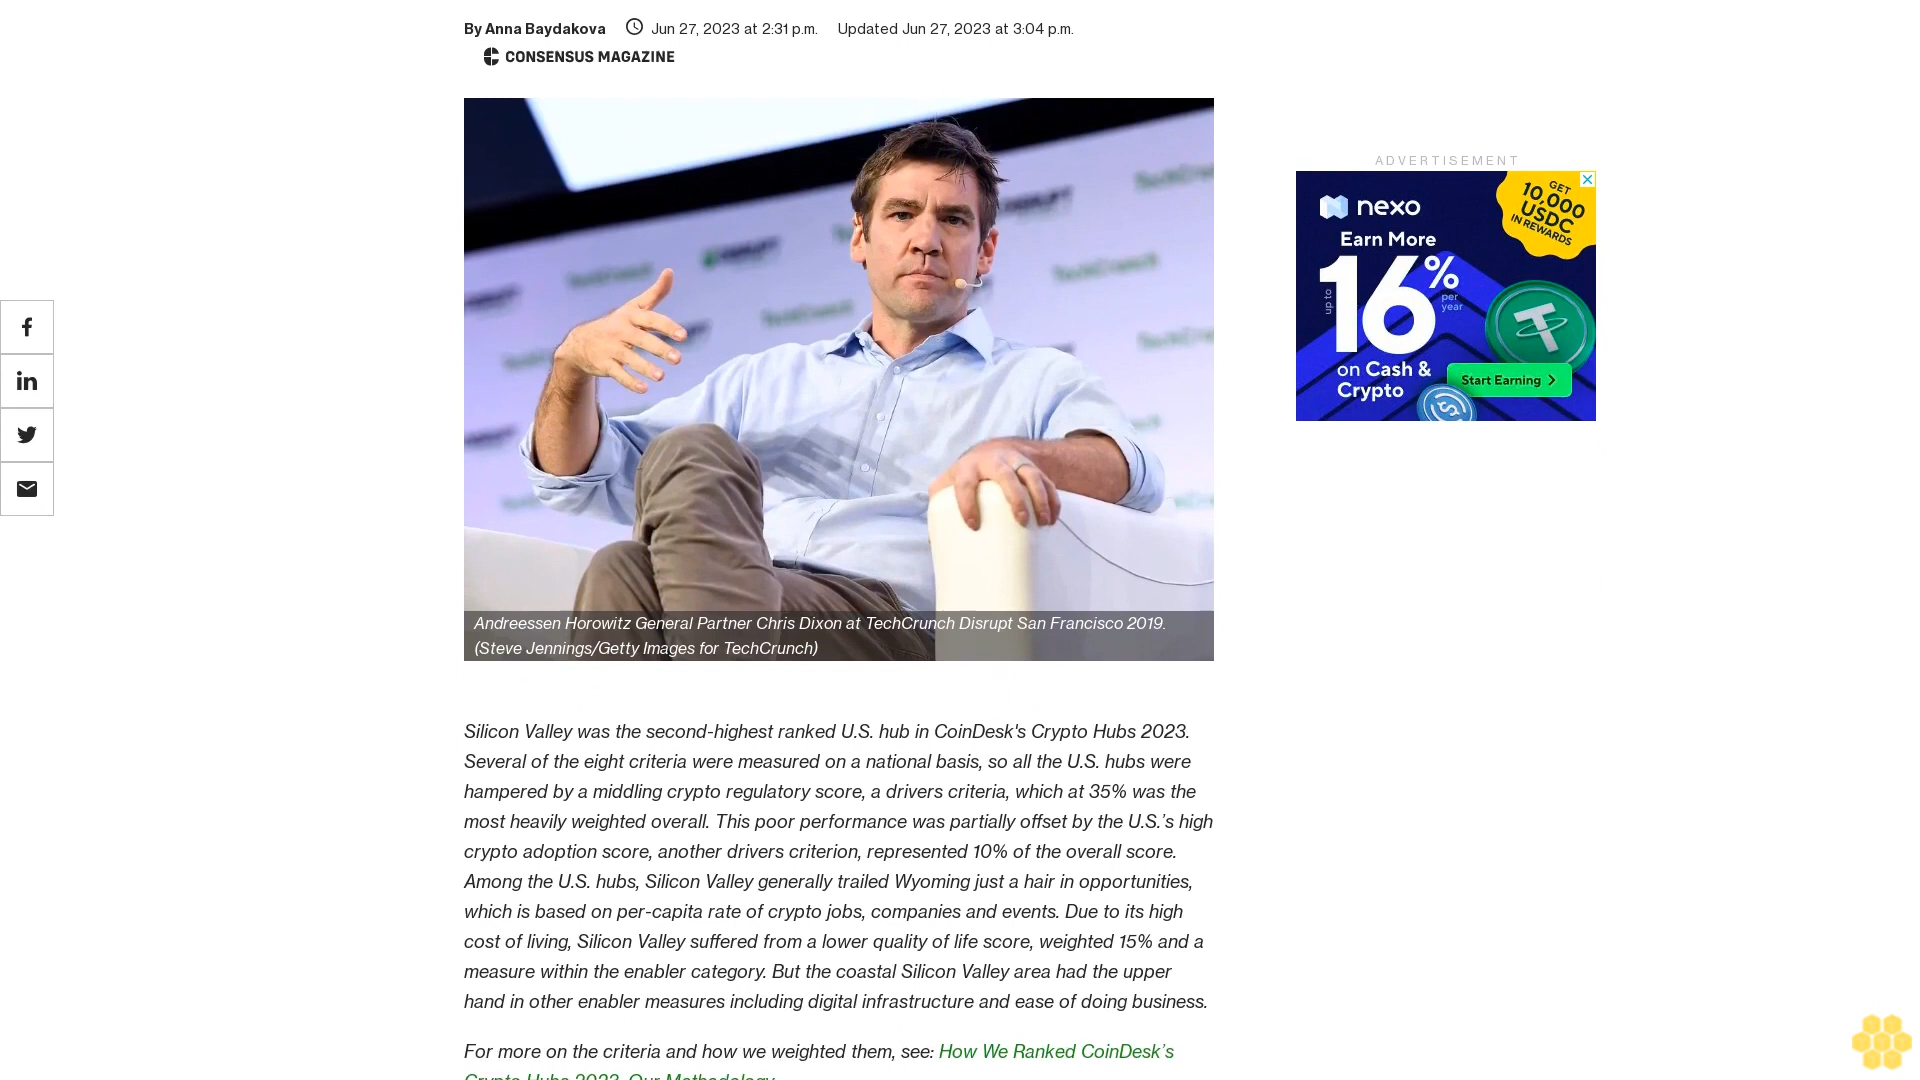 By Anna Baydakova Jun 27, 2023 at 2:31 p.m. Updated Jun 27, 2023 at 3:04 p.m.
CONSENSUS MAGAZINE
TechCrunch
TechCrunch
TechCrunch
TechCrunch
Andreessen Horowitz General Partner Chris Dixon at TechCrunch Disrupt San Francisco 2019.
(Steve Jennings/Getty Images for TechCrunch)
ADVERTISEMENT
nexo
GET
10,000
USDC
IN REWARDS
Earn More
up to
16%
per
year
on Cash &
Crypto
Start Earning
Silicon Valley was the second-highest ranked U.S. hub in CoinDesk's Crypto Hubs 2023.
Several of the eight criteria were measured on a national basis, so all the U.S. hubs were
hampered by a middling crypto regulatory score, a drivers criteria, which at 35% was the
most heavily weighted overall. This poor performance was partially offset by the U.S.'s high
crypto adoption score, another drivers criterion, represented 10% of the overall score.
Among the U.S. hubs, Silicon Valley generally trailed Wyoming just a hair in opportunities,
which is based on per-capita rate of crypto jobs, companies and events. Due to its high
cost of living, Silicon Valley suffered from a lower quality of life score, weighted 15% and a
measure within the enabler category. But the coastal Silicon Valley area had the upper
hand in other enabler measures including digital infrastructure and ease of doing business.
For more on the criteria and how we weighted them, see: How We Ranked CoinDesk's
Crypto Hubs 2023: Our Methodology